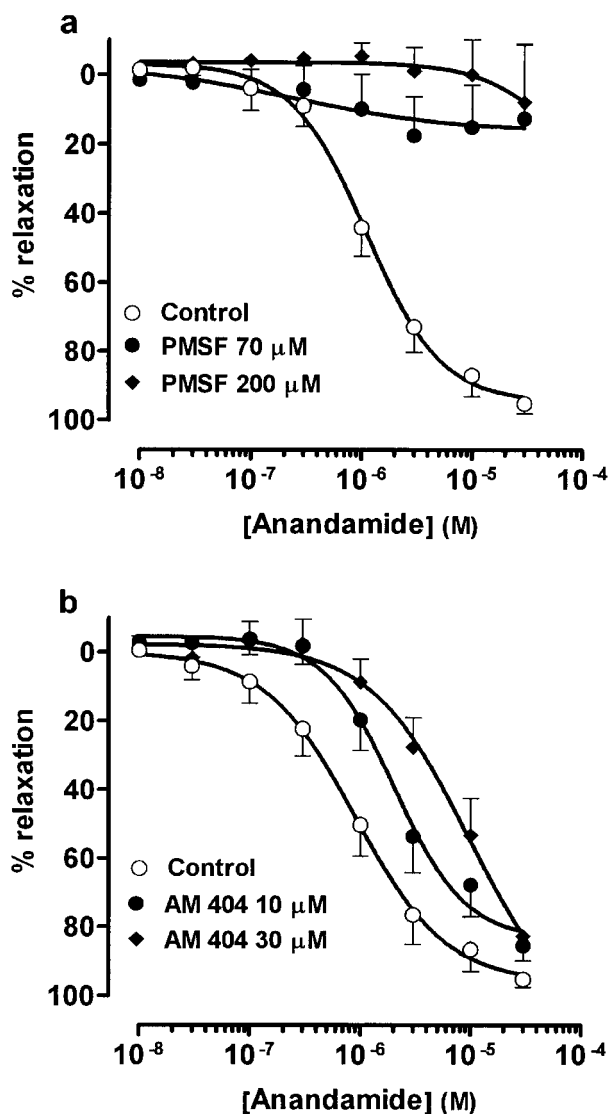 a
0
20
40
60
80
100
% relaxation
Control
PMSF 70 μM
PMSF 200 μM
10⁻⁸ 10⁻⁷ 10⁻⁶ 10⁻⁵ 10⁻⁴
[Anandamide] (M)
b
0
20
40
60
80
100
% relaxation
Control
AM 404 10 μM
AM 404 30 μM
10⁻⁸ 10⁻⁷ 10⁻⁶ 10⁻⁵ 10⁻⁴
[Anandamide] (M)